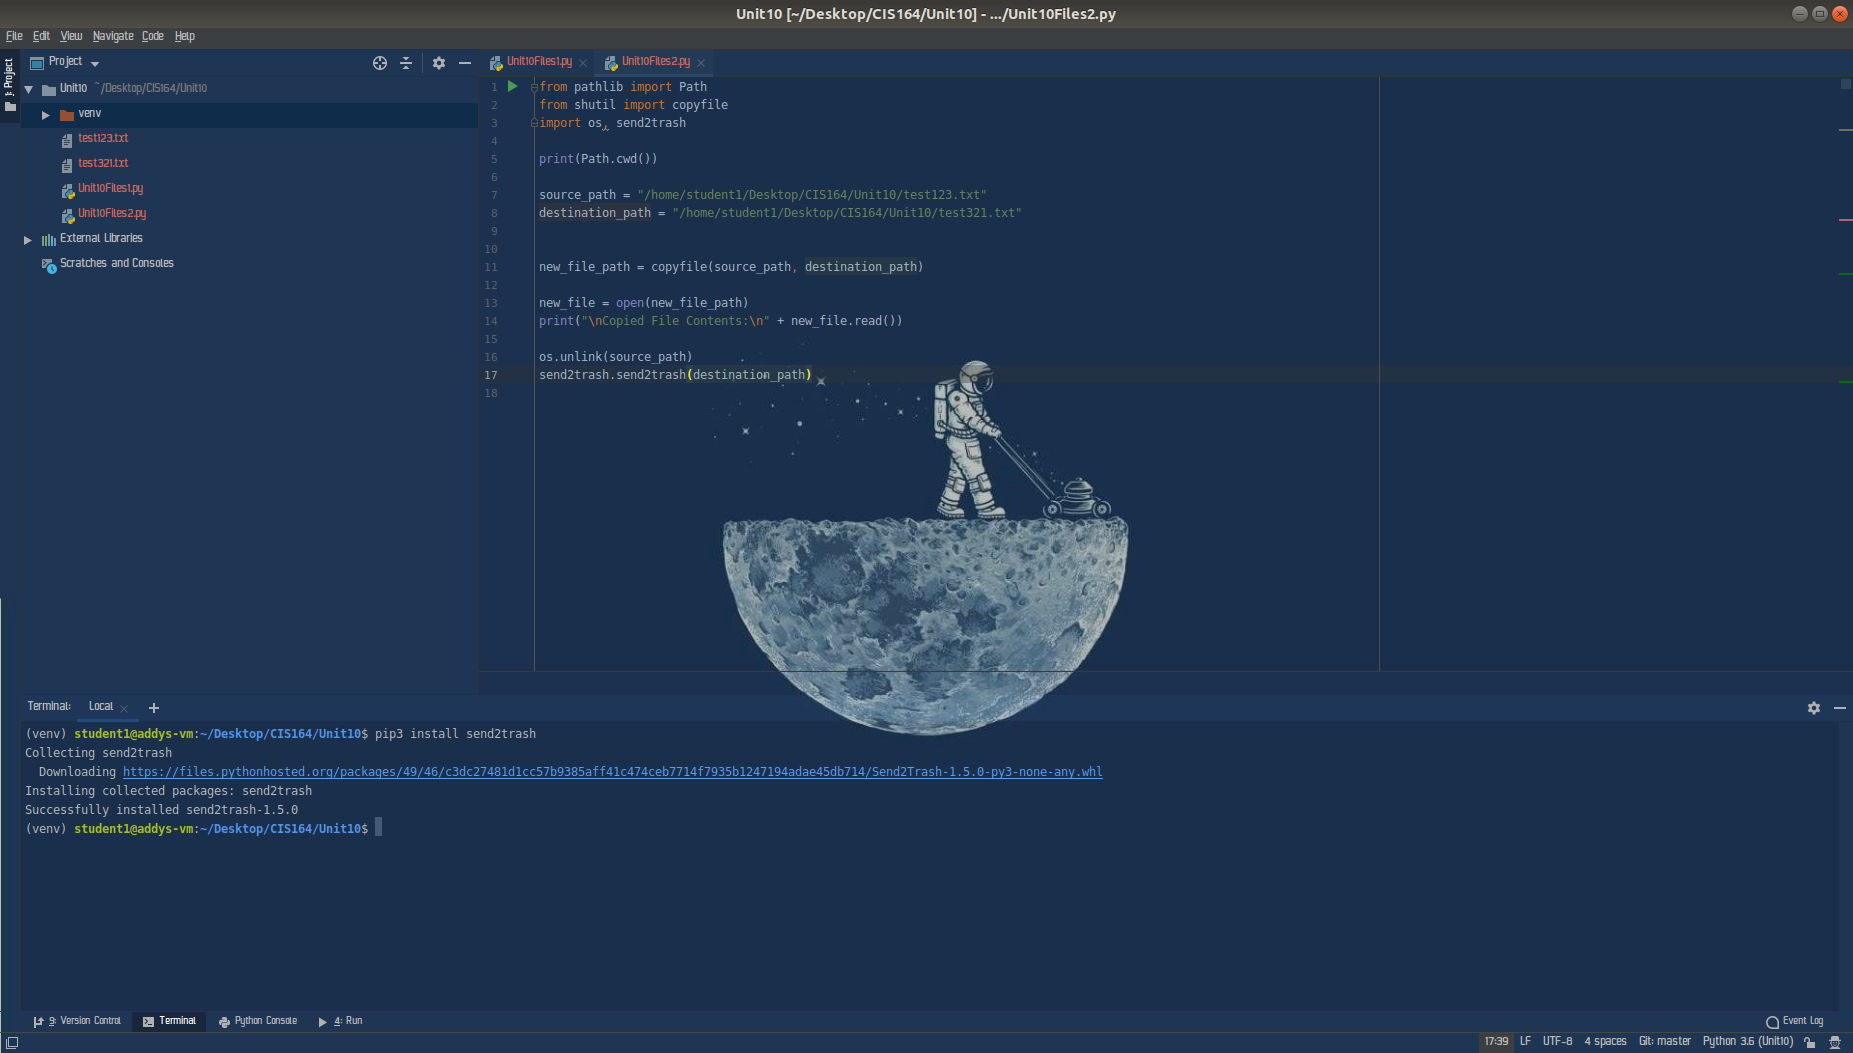 Unit10 [~/Desktop/CIS164/Unit10] - .../Unit10Files2.py
File Edit View Navigate Code Help
1: Project
Project
Unit10 ~/Desktop/CIS164/Unit10
venv
test123.txt
test321.txt
Unit10Files1.py
Unit10Files2.py
External Libraries
Scratches and Consoles
Unit10Files1.py Unit10Files2.py
1 from pathlib import Path
2 from shutil import copyfile
3 import os, send2trash
4
5 print(Path.cwd())
6
7 source_path = "/home/student1/Desktop/CIS164/Unit10/test123.txt"
8 destination_path = "/home/student1/Desktop/CIS164/Unit10/test321.txt"
9
10
11 new_file_path = copyfile(source_path, destination_path)
12
13 new_file = open(new_file_path)
14 print("\nCopied File Contents:\n" + new_file.read())
15
16 os.unlink(source_path)
17 send2trash.send2trash(destination_path)
18
Terminal: Local
(venv) student1@addys-vm:~/Desktop/CIS164/Unit10$ pip3 install send2trash
Collecting send2trash
Downloading https://files.pythonhosted.org/packages/49/46/c3dc27481d1cc57b9385aff41c474ceb7714f7935b1247194adae45db714/Send2Trash-1.5.0-py3-none-any.whl
Installing collected packages: send2trash
Successfully installed send2trash-1.5.0
(venv) student1@addys-vm:~/Desktop/CIS164/Unit10$
9: Version Control Terminal Python Console 4: Run Event Log
17:39 LF UTF-8 4 spaces Git: master Python 3.6 (Unit10)